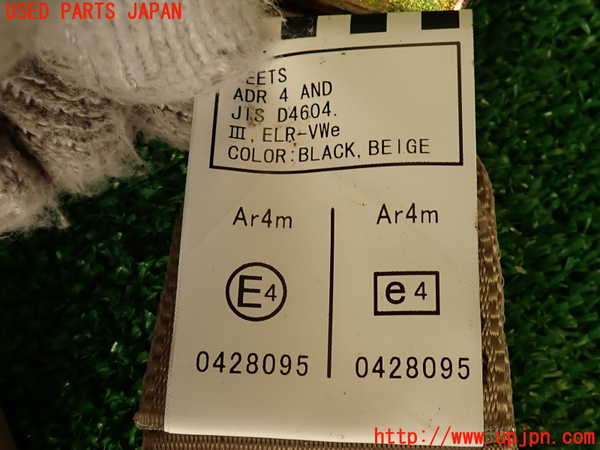 USED PARTS JAPAN
ADR 4 AND
JIS D4604.
III, ELR-VWe
COLOR:BLACK, BEIGE
Ar4m Ar4m
E4 e4
0428095 0428095
http://www.upjpn.com/